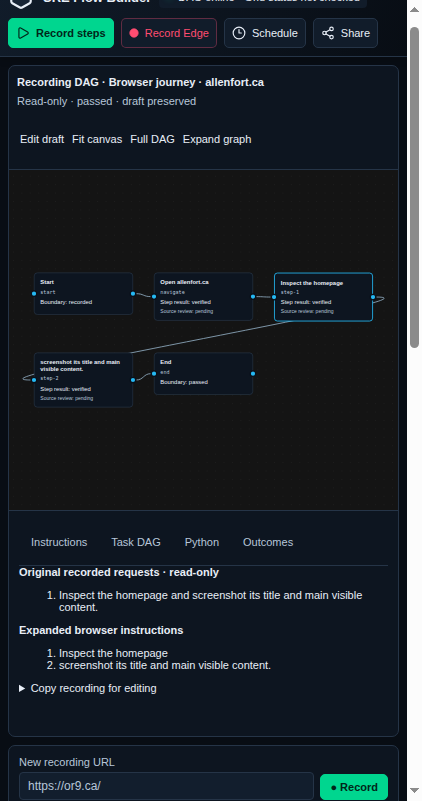 Record steps
Record Edge
Schedule
Share
Recording DAG · Browser journey · allenfort.ca
Read-only · passed · draft preserved
Edit draft Fit canvas Full DAG Expand graph
Start
start
Boundary: recorded
Open allenfort.ca
navigate
Step result: verified
Source review: pending
Inspect the homepage
step-1
Step result: verified
Source review: pending
screenshot its title and main
visible content.
step-2
Step result: verified
Source review: pending
End
end
Boundary: passed
Instructions Task DAG Python Outcomes
Original recorded requests · read-only
1. Inspect the homepage and screenshot its title and main visible
content.
Expanded browser instructions
1. Inspect the homepage
2. screenshot its title and main visible content.
Copy recording for editing
New recording URL
https://or9.ca/
Record